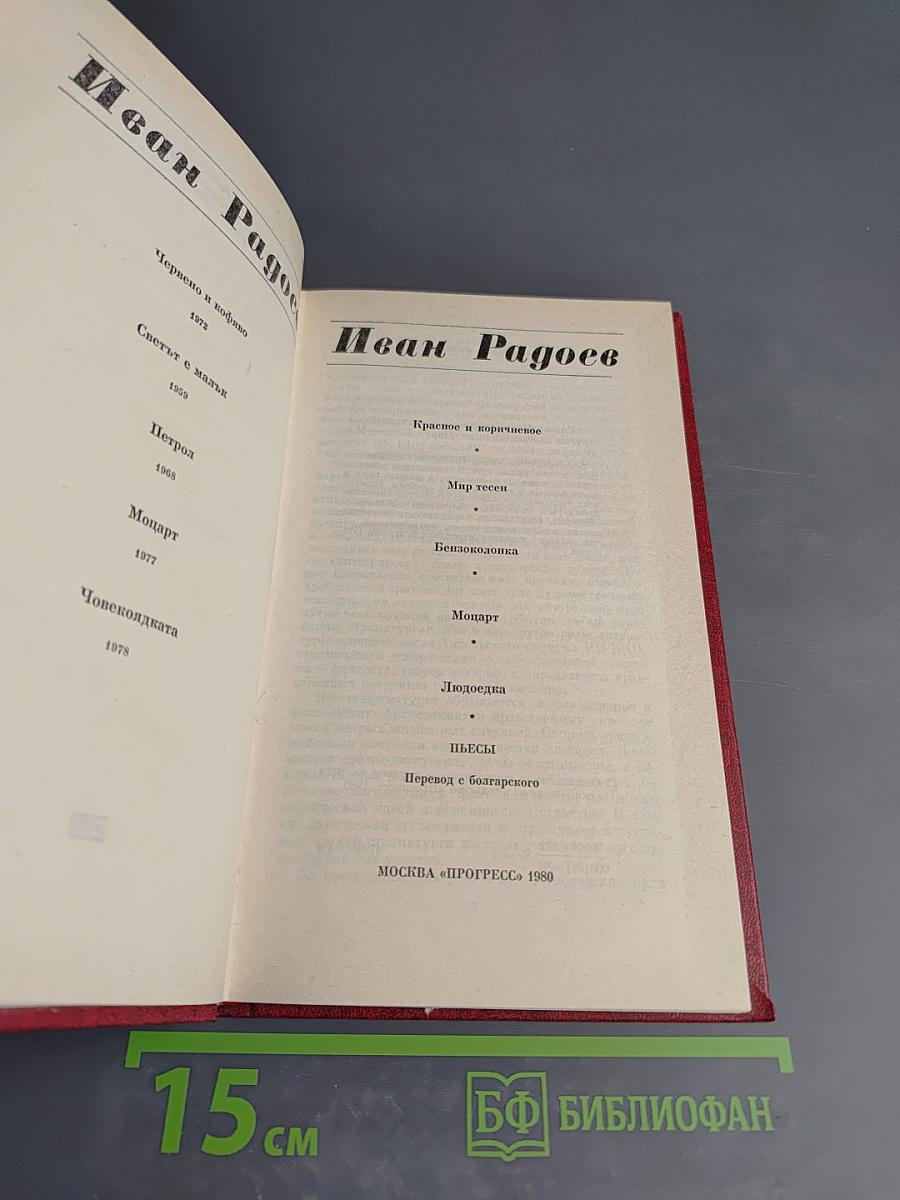 Иван Радоев
Червено и кофяво
1972
Светът е малък
1959
Петрол
1968
Моцарт
1977
Човекоядката
1978
Иван Радоев
Красное и коричневое
*
Мир тесен
*
Бензоколонка
*
Моцарт
*
Людоедка
*
ПЬЕСЫ
Перевод с болгарского
МОСКВА «ПРОГРЕСС» 1980
15 см
БФ БИБЛИОФАН